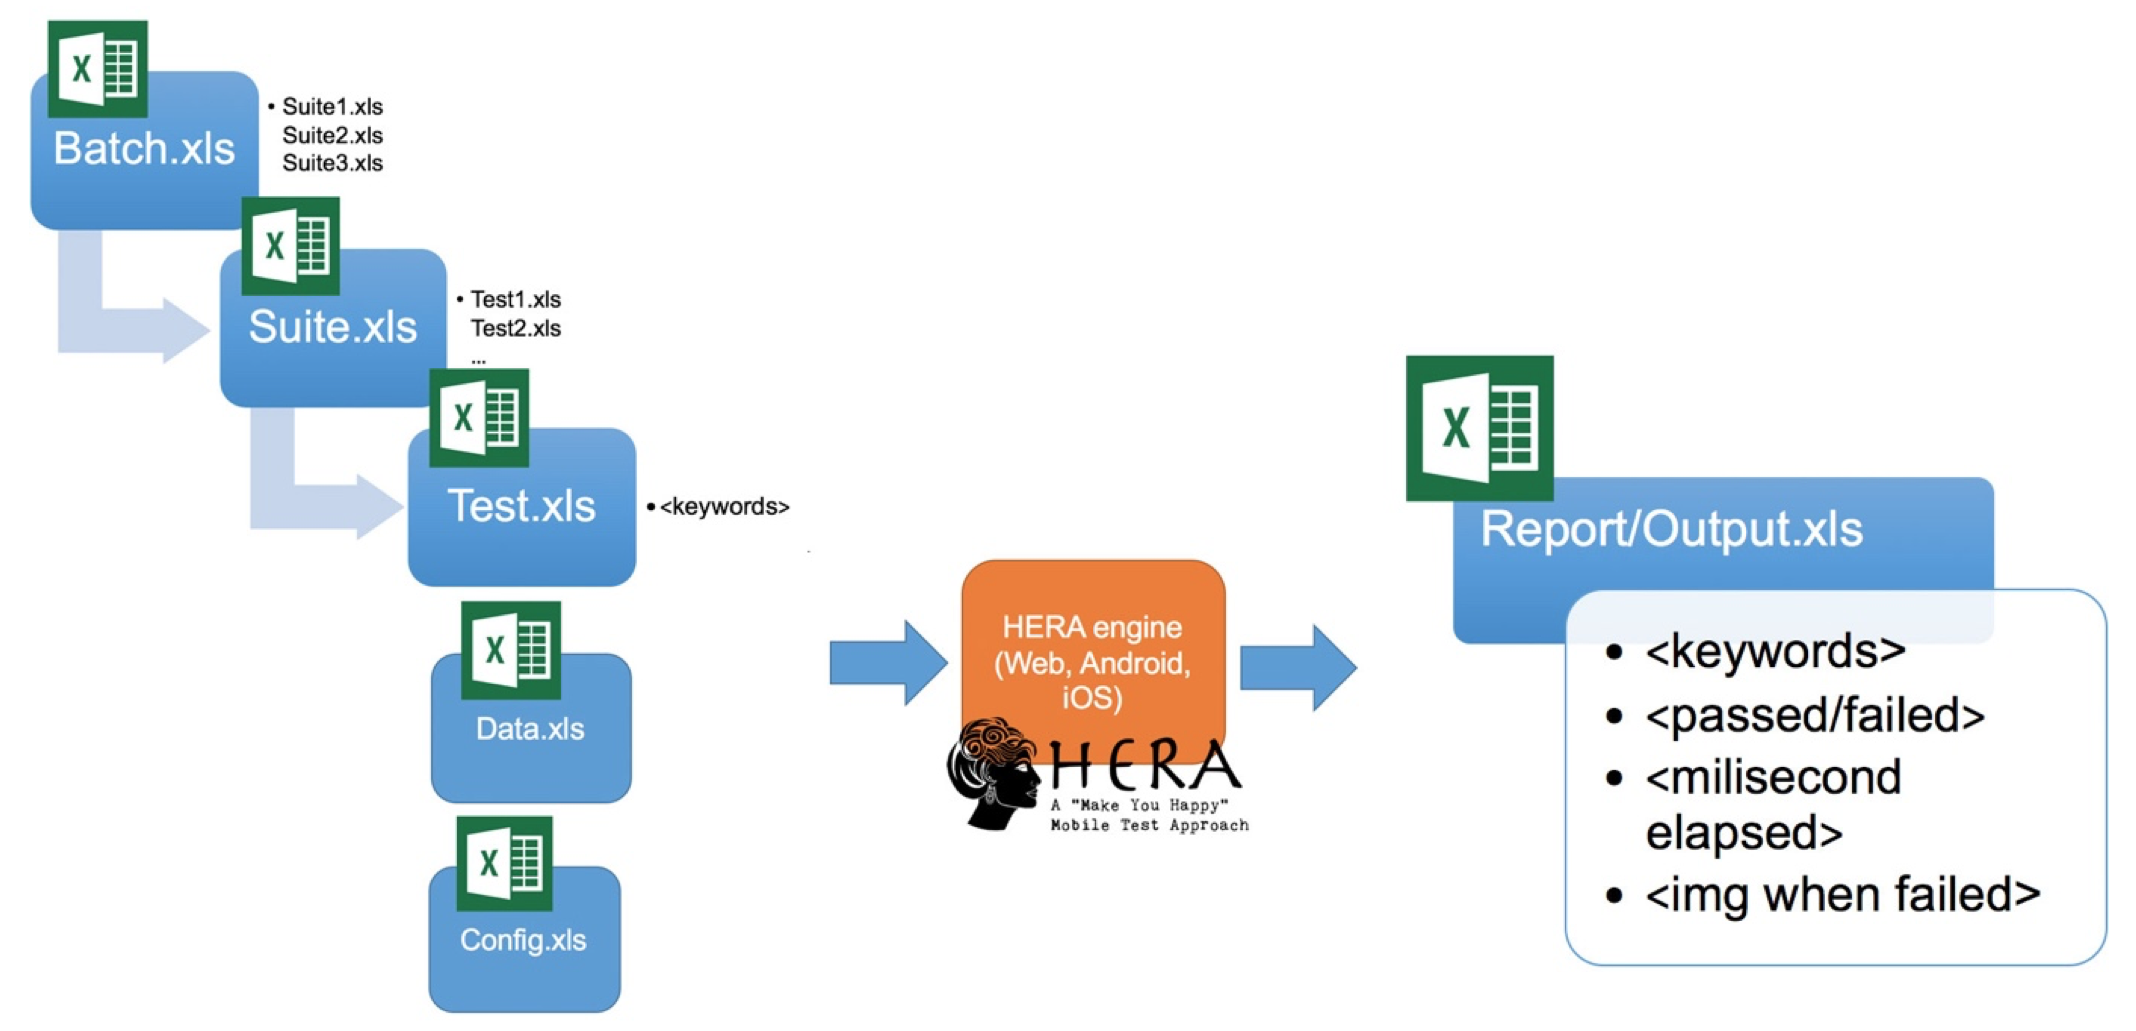 X
Batch.xls
• Suite1.xls
Suite2.xls
Suite3.xls
X
Suite.xls
• Test1.xls
Test2.xls
...
X
Test.xls
• <keywords>
X
Data.xls
X
Config.xls
HERA engine
(Web, Android,
iOS)
HERA
A "Make You Happy"
Mobile Test Approach
X
Report/Output.xls
• <keywords>
• <passed/failed>
• <milisecond
elapsed>
• <img when failed>